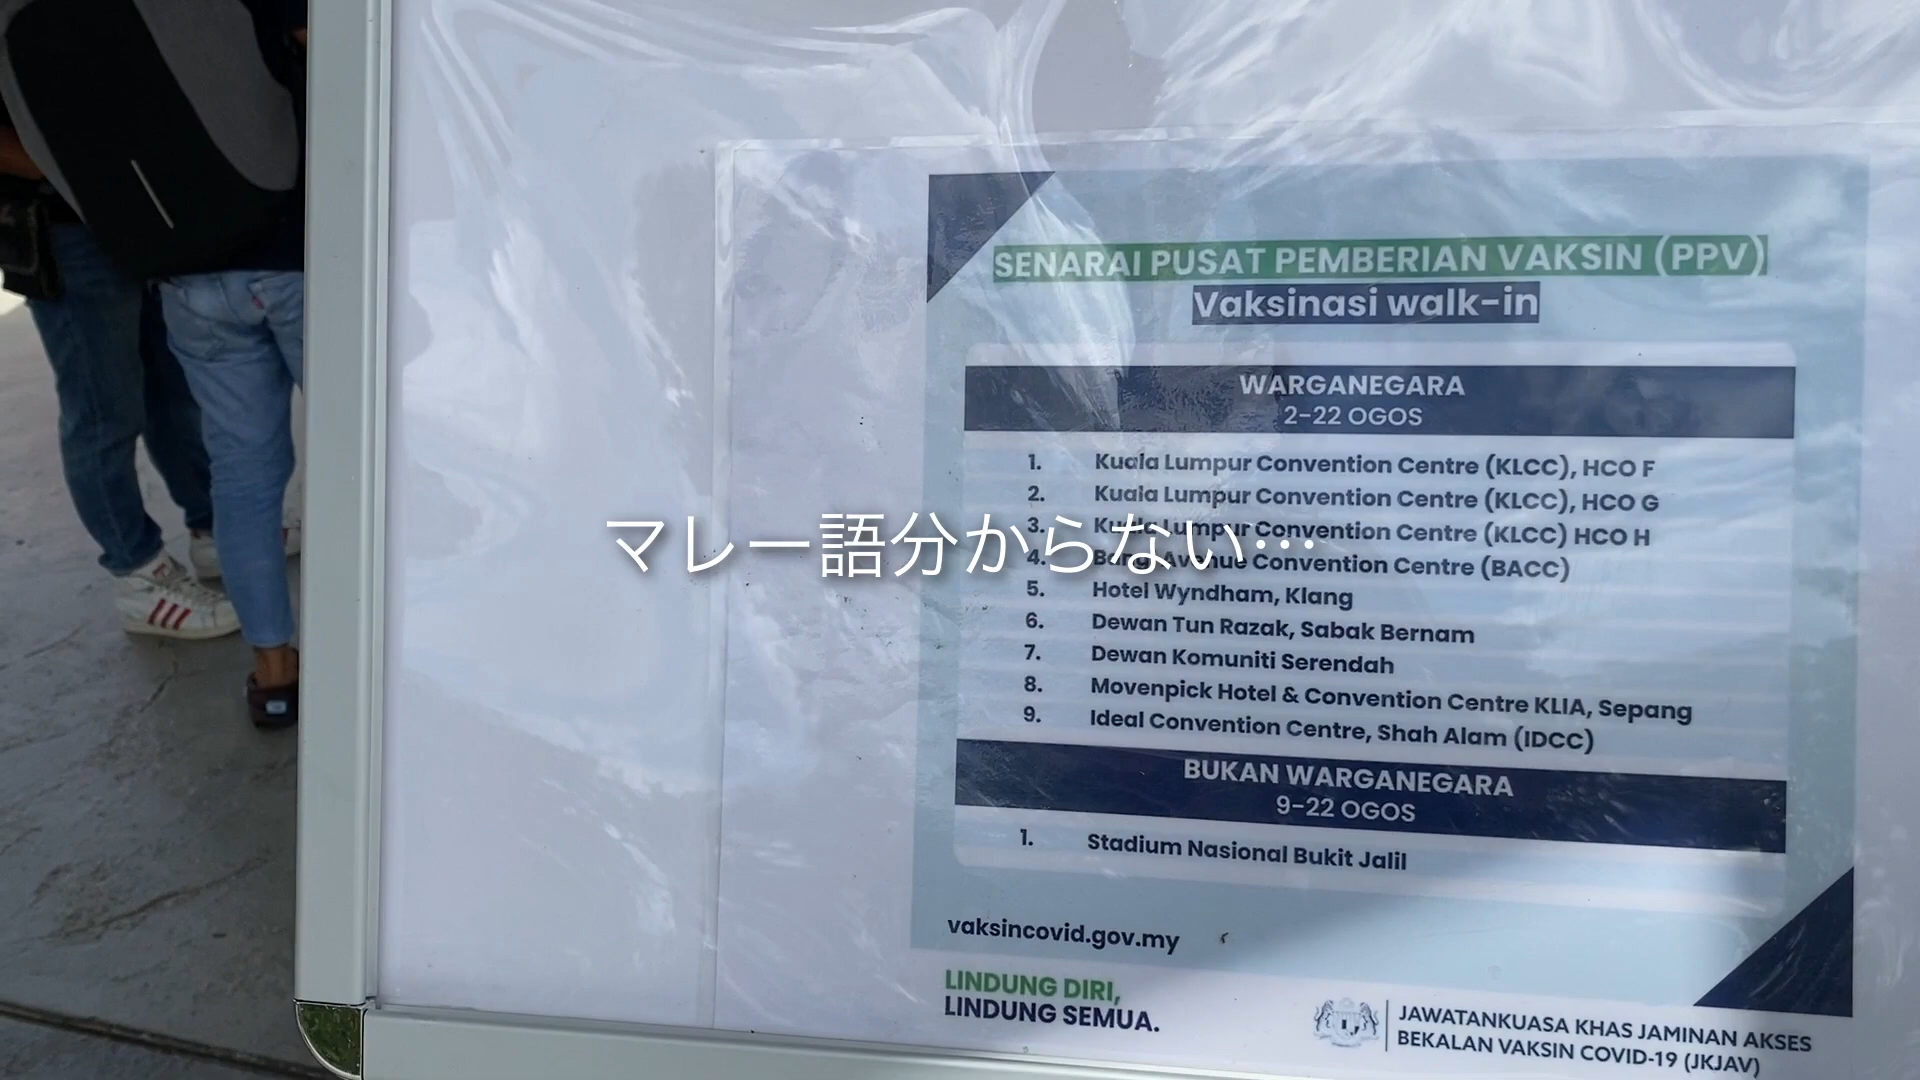 SENARAI PUSAT PEMBERIAN VAKSIN (PPV)
Vaksinasi walk-in
WARGANEGARA
2-22 OGOS
1. Kuala Lumpur Convention Centre (KLCC), HCO F
2. Kuala Lumpur Convention Centre (KLCC), HCO G
3. Kuala Lumpur Convention Centre (KLCC) HCO H
4. Bangi Avenue Convention Centre (BACC)
5. Hotel Wyndham, Klang
6. Dewan Tun Razak, Sabak Bernam
7. Dewan Komuniti Serendah
8. Movenpick Hotel & Convention Centre KLIA, Sepang
9. Ideal Convention Centre, Shah Alam (IDCC)
BUKAN WARGANEGARA
9-22 OGOS
1. Stadium Nasional Bukit Jalil
vaksincovid.gov.my
LINDUNG DIRI,
LINDUNG SEMUA.
JAWATANKUASA KHAS JAMINAN AKSES
BEKALAN VAKSIN COVID-19 (JKJAV)
マレー語分からない…